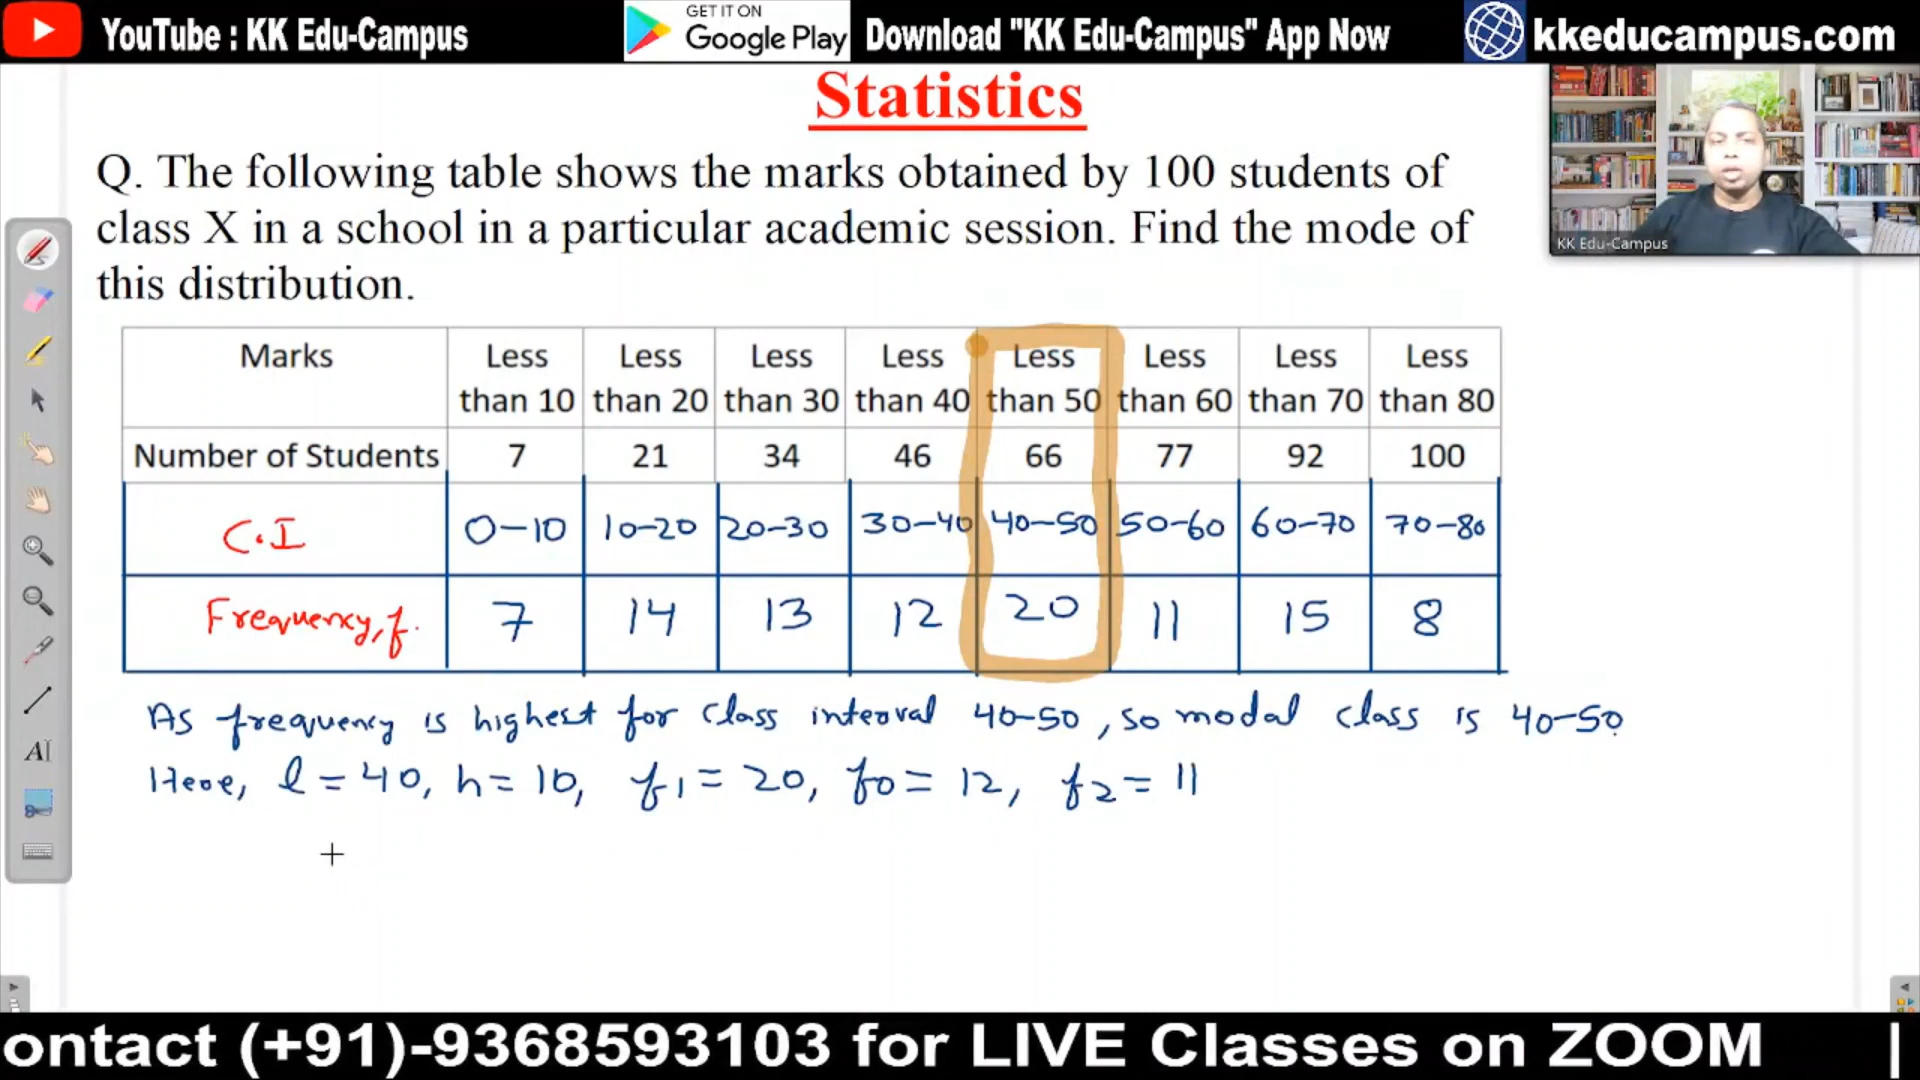 YouTube : KK Edu-Campus
GET IT ON
Google Play
Download "KK Edu-Campus" App Now
kkeducampus.com
Statistics
KK Edu-Campus
Q. The following table shows the marks obtained by 100 students of
class X in a school in a particular academic session. Find the mode of
this distribution.
Marks Less than 10 Less than 20 Less than 30 Less than 40 Less than 50 Less than 60 Less than 70 Less than 80
Number of Students 7 21 34 46 66 77 92 100
C.I 0-10 10-20 20-30 30-40 40-50 50-60 60-70 70-80
Frequency, f. 7 14 13 12 20 11 15 8
As frequency is highest for class interval 40-50, so modal class is 40-50.
Here, l = 40, h = 10, f1 = 20, f0 = 12, f2 = 11
AI
ontact (+91)-9368593103 for LIVE Classes on ZOOM |